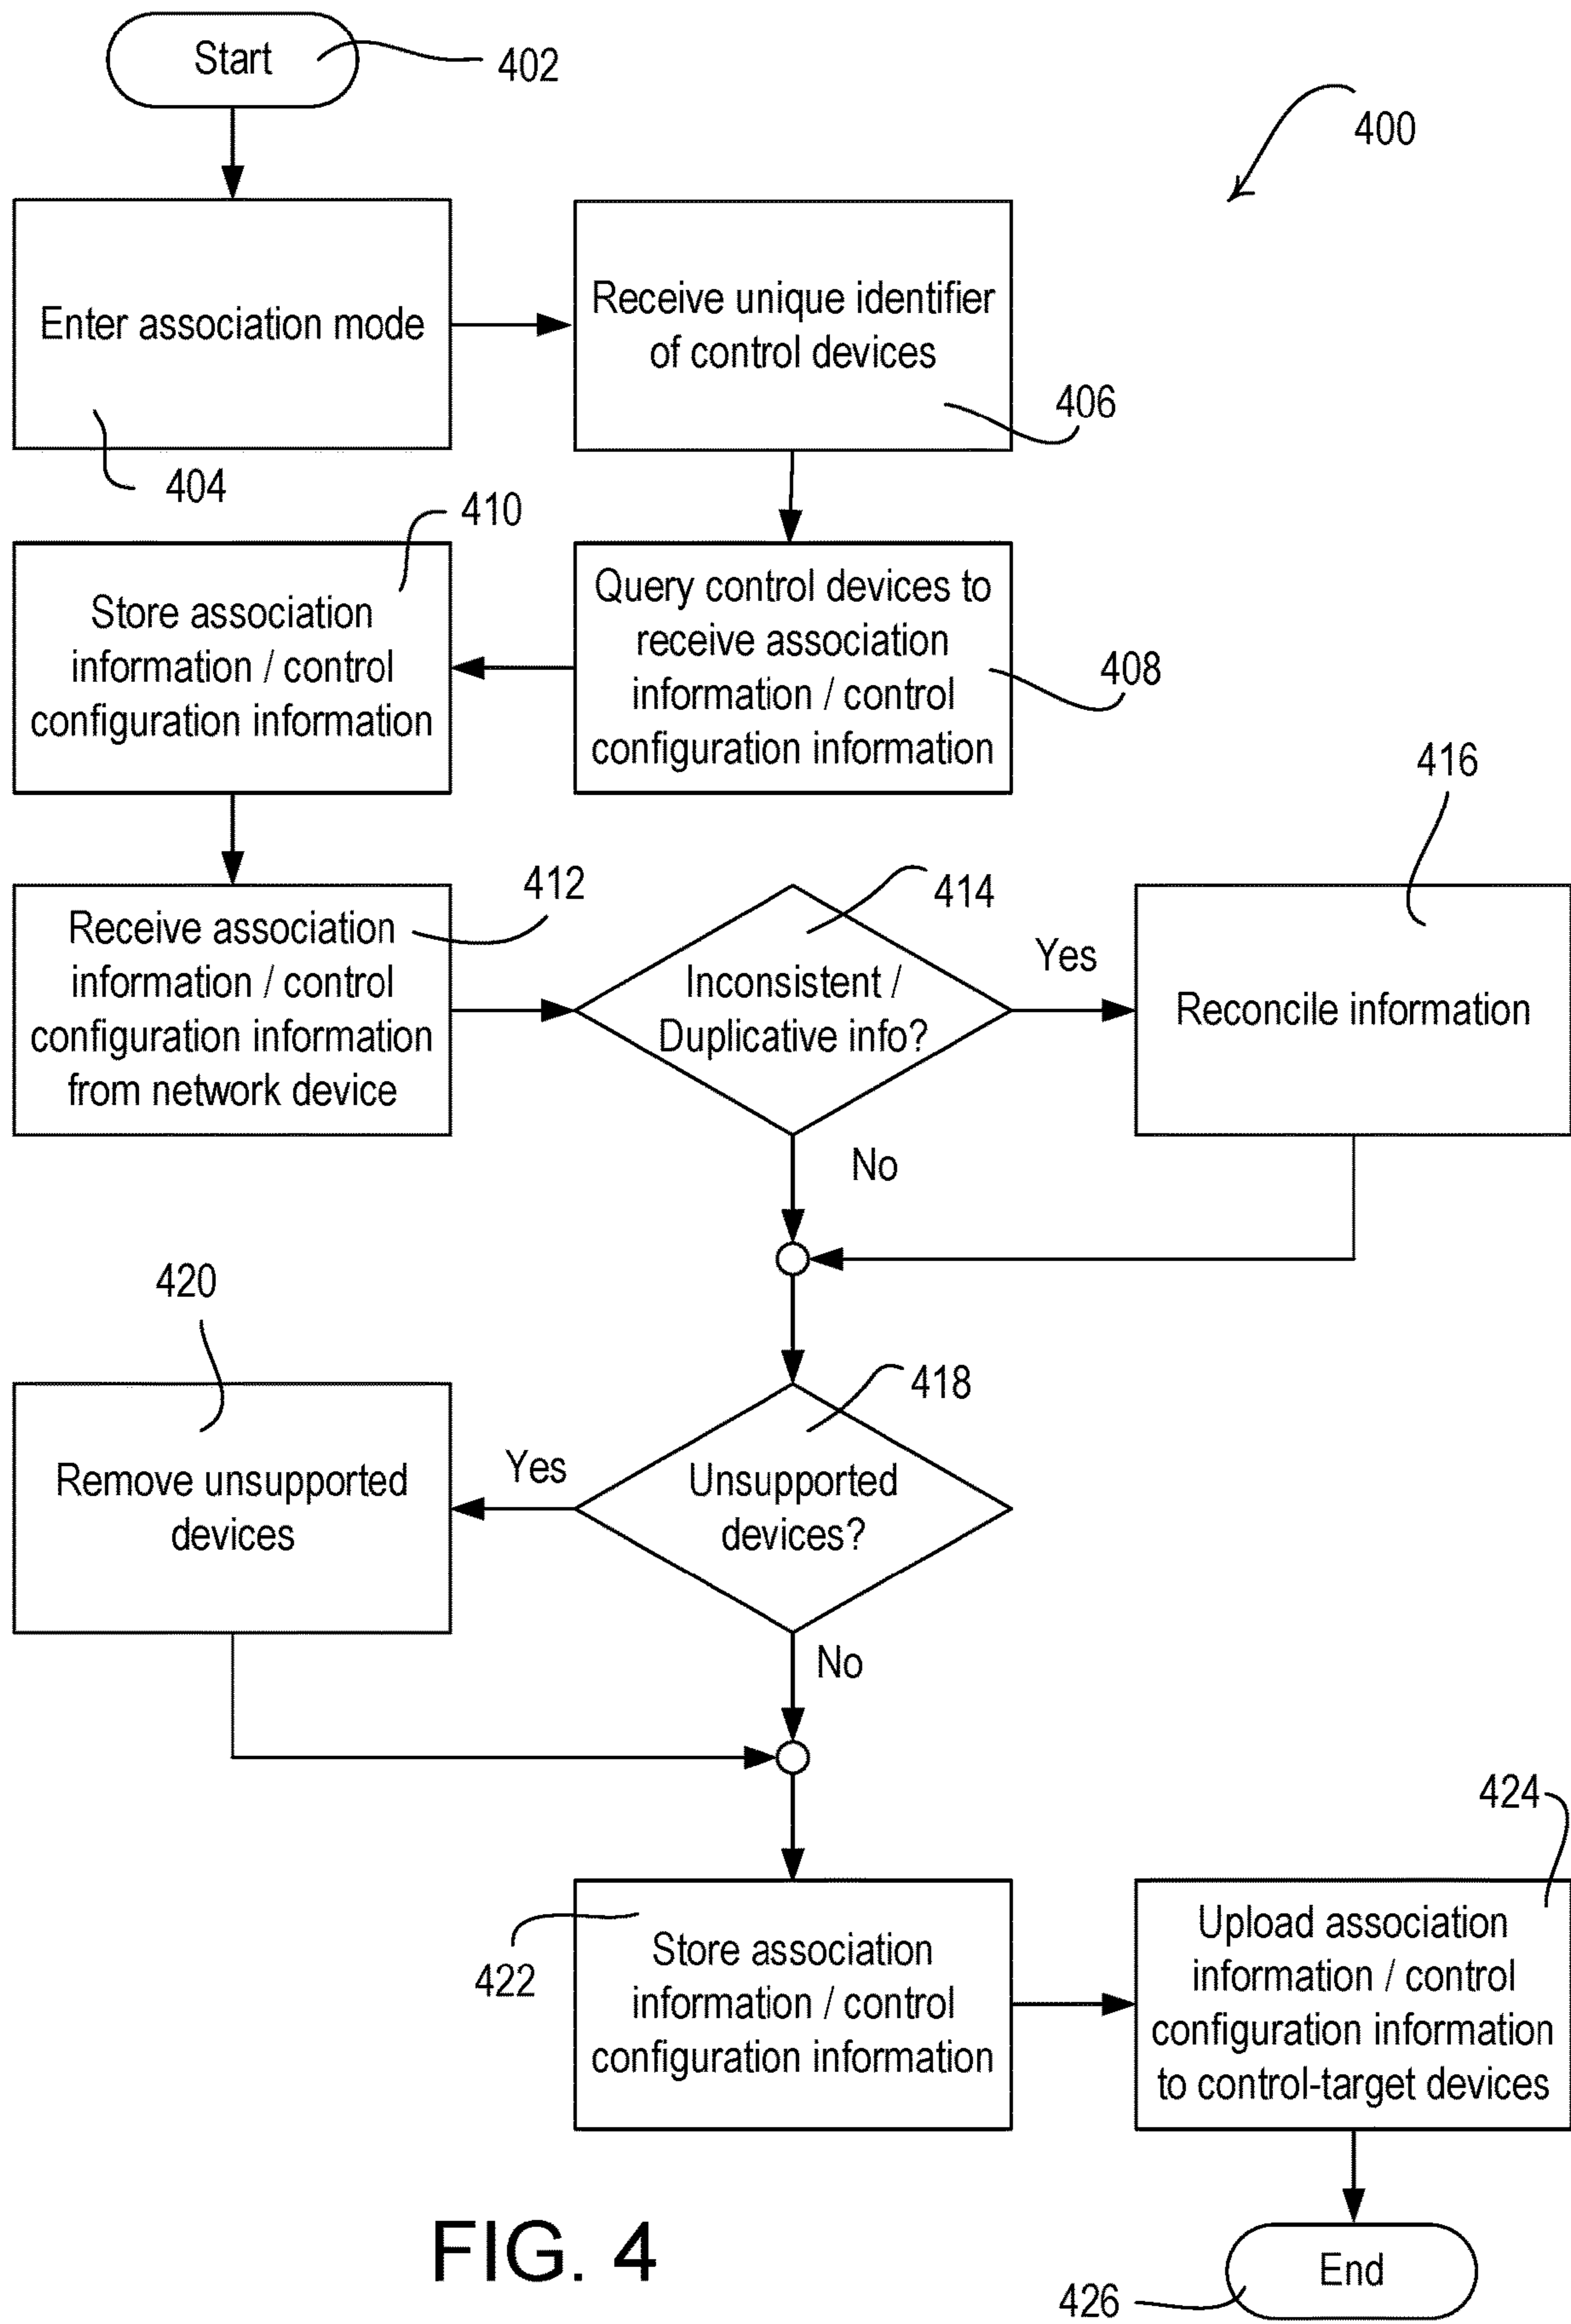 Start
402
400
Enter association mode
404
Receive unique identifier
of control devices
406
Query control devices to
receive association
information / control
configuration information
408
410
Store association
information / control
configuration information
412
Receive association
information / control
configuration information
from network device
414
Inconsistent /
Duplicative info?
Yes
No
416
Reconcile information
418
Unsupported
devices?
Yes
No
420
Remove unsupported
devices
422
Store association
information / control
configuration information
424
Upload association
information / control
configuration information
to control-target devices
End
426
FIG. 4